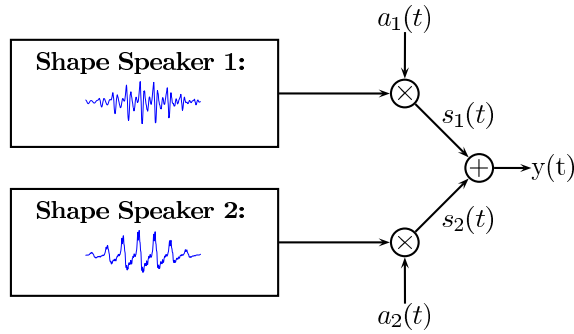 a₁(t)
Shape Speaker 1:
×
s₁(t)
+
y(t)
Shape Speaker 2:
s₂(t)
×
a₂(t)